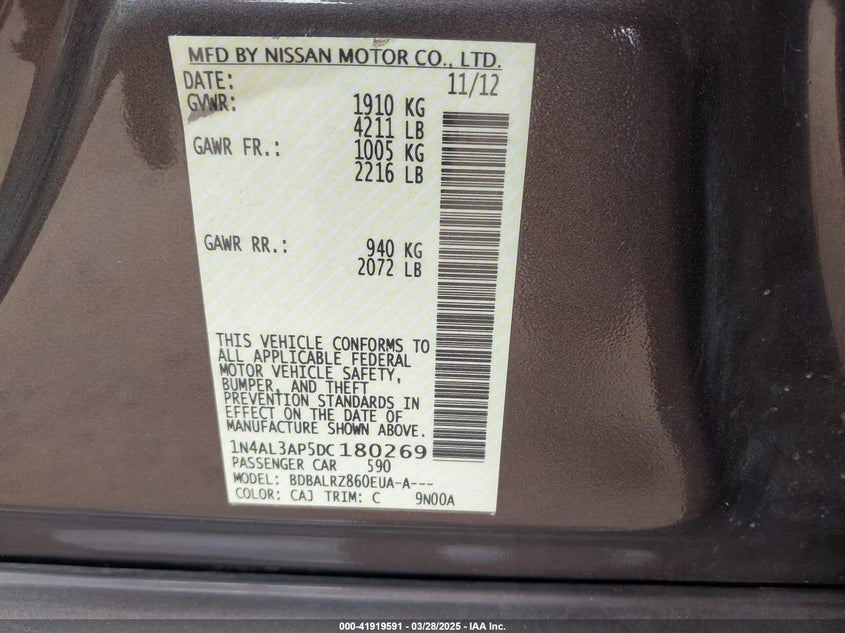 MFD BY NISSAN MOTOR CO., LTD.
DATE: 11/12
GVWR: 1910 KG
4211 LB
GAWR FR.: 1005 KG
2216 LB
GAWR RR.: 940 KG
2072 LB
THIS VEHICLE CONFORMS TO
ALL APPLICABLE FEDERAL
MOTOR VEHICLE SAFETY,
BUMPER, AND THEFT
PREVENTION STANDARDS IN
EFFECT ON THE DATE OF
MANUFACTURE SHOWN ABOVE.
1N4AL3AP5DC180269
PASSENGER CAR 590
MODEL: BDBALRZ860EUA-A---
COLOR: CAJ TRIM: C 9N00A
000-41919591 / 03/28/2025 - IAA Inc.